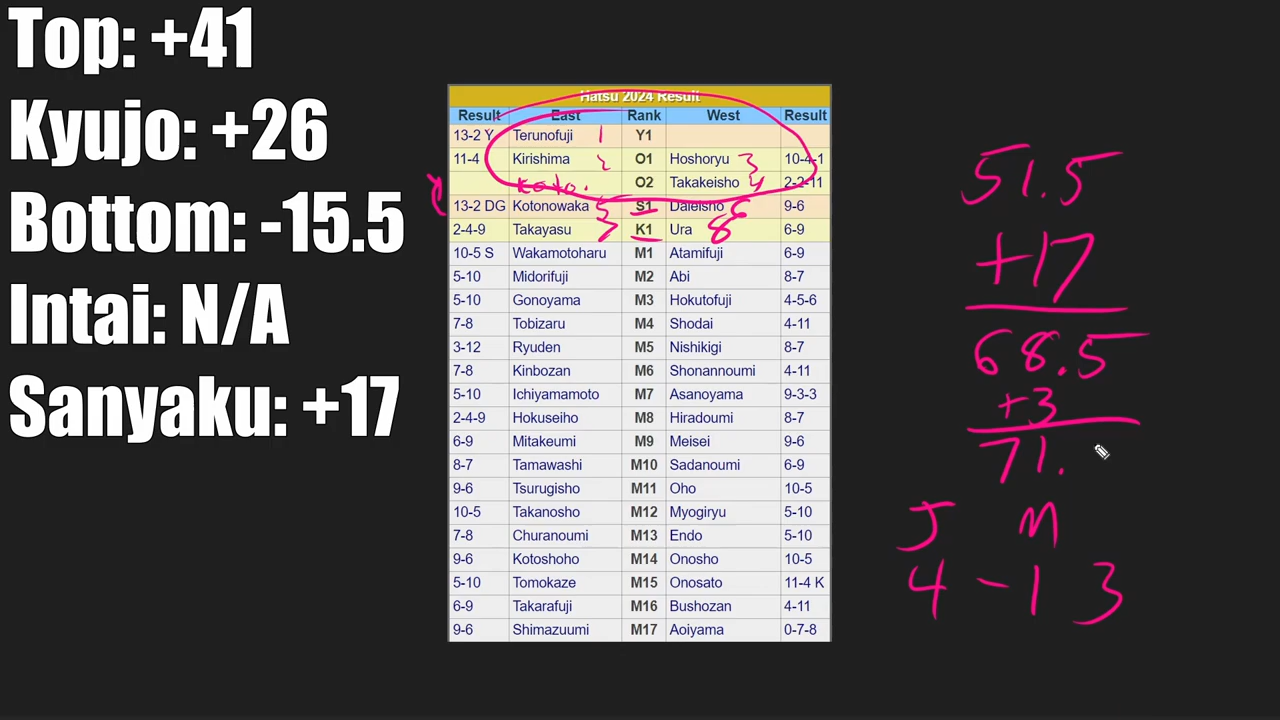 Top: +41
Kyujo: +26
Bottom: -15.5
Intai: N/A
Sanyaku: +17
Hatsu 2024 Result
Result East Rank West Result
13-2 Y Terunofuji 1 Y1
11-4 Kirishima 2 O1 Hoshoryu 3 10-4-1
Koto. O2 Takakeisho 4 2-2-11
13-2 DG Kotonowaka 5 S1 Daieisho 6 9-6
2-4-9 Takayasu 7 K1 Ura 8 6-9
10-5 S Wakamotoharu M1 Atamifuji 6-9
5-10 Midorifuji M2 Abi 8-7
5-10 Gonoyama M3 Hokutofuji 4-5-6
7-8 Tobizaru M4 Shodai 4-11
3-12 Ryuden M5 Nishikigi 8-7
7-8 Kinbozan M6 Shonannoumi 4-11
5-10 Ichiyamamoto M7 Asanoyama 9-3-3
2-4-9 Hokuseiho M8 Hiradoumi 8-7
6-9 Mitakeumi M9 Meisei 9-6
8-7 Tamawashi M10 Sadanoumi 6-9
9-6 Tsurugisho M11 Oho 10-5
10-5 Takanosho M12 Myogiryu 5-10
7-8 Churanoumi M13 Endo 5-10
9-6 Kotoshoho M14 Onosho 10-5
5-10 Tomokaze M15 Onosato 11-4 K
6-9 Takarafuji M16 Bushozan 4-11
9-6 Shimazuumi M17 Aoiyama 0-7-8
51.5
+17
68.5
+3
71.
J M
4 - 1 3